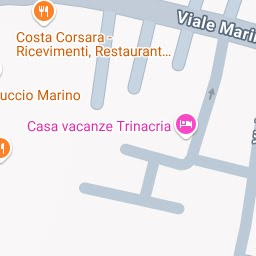 Costa Corsara -
Ricevimenti, Restaurant...
Viale Marin
uccio Marino
Casa vacanze Trinacria